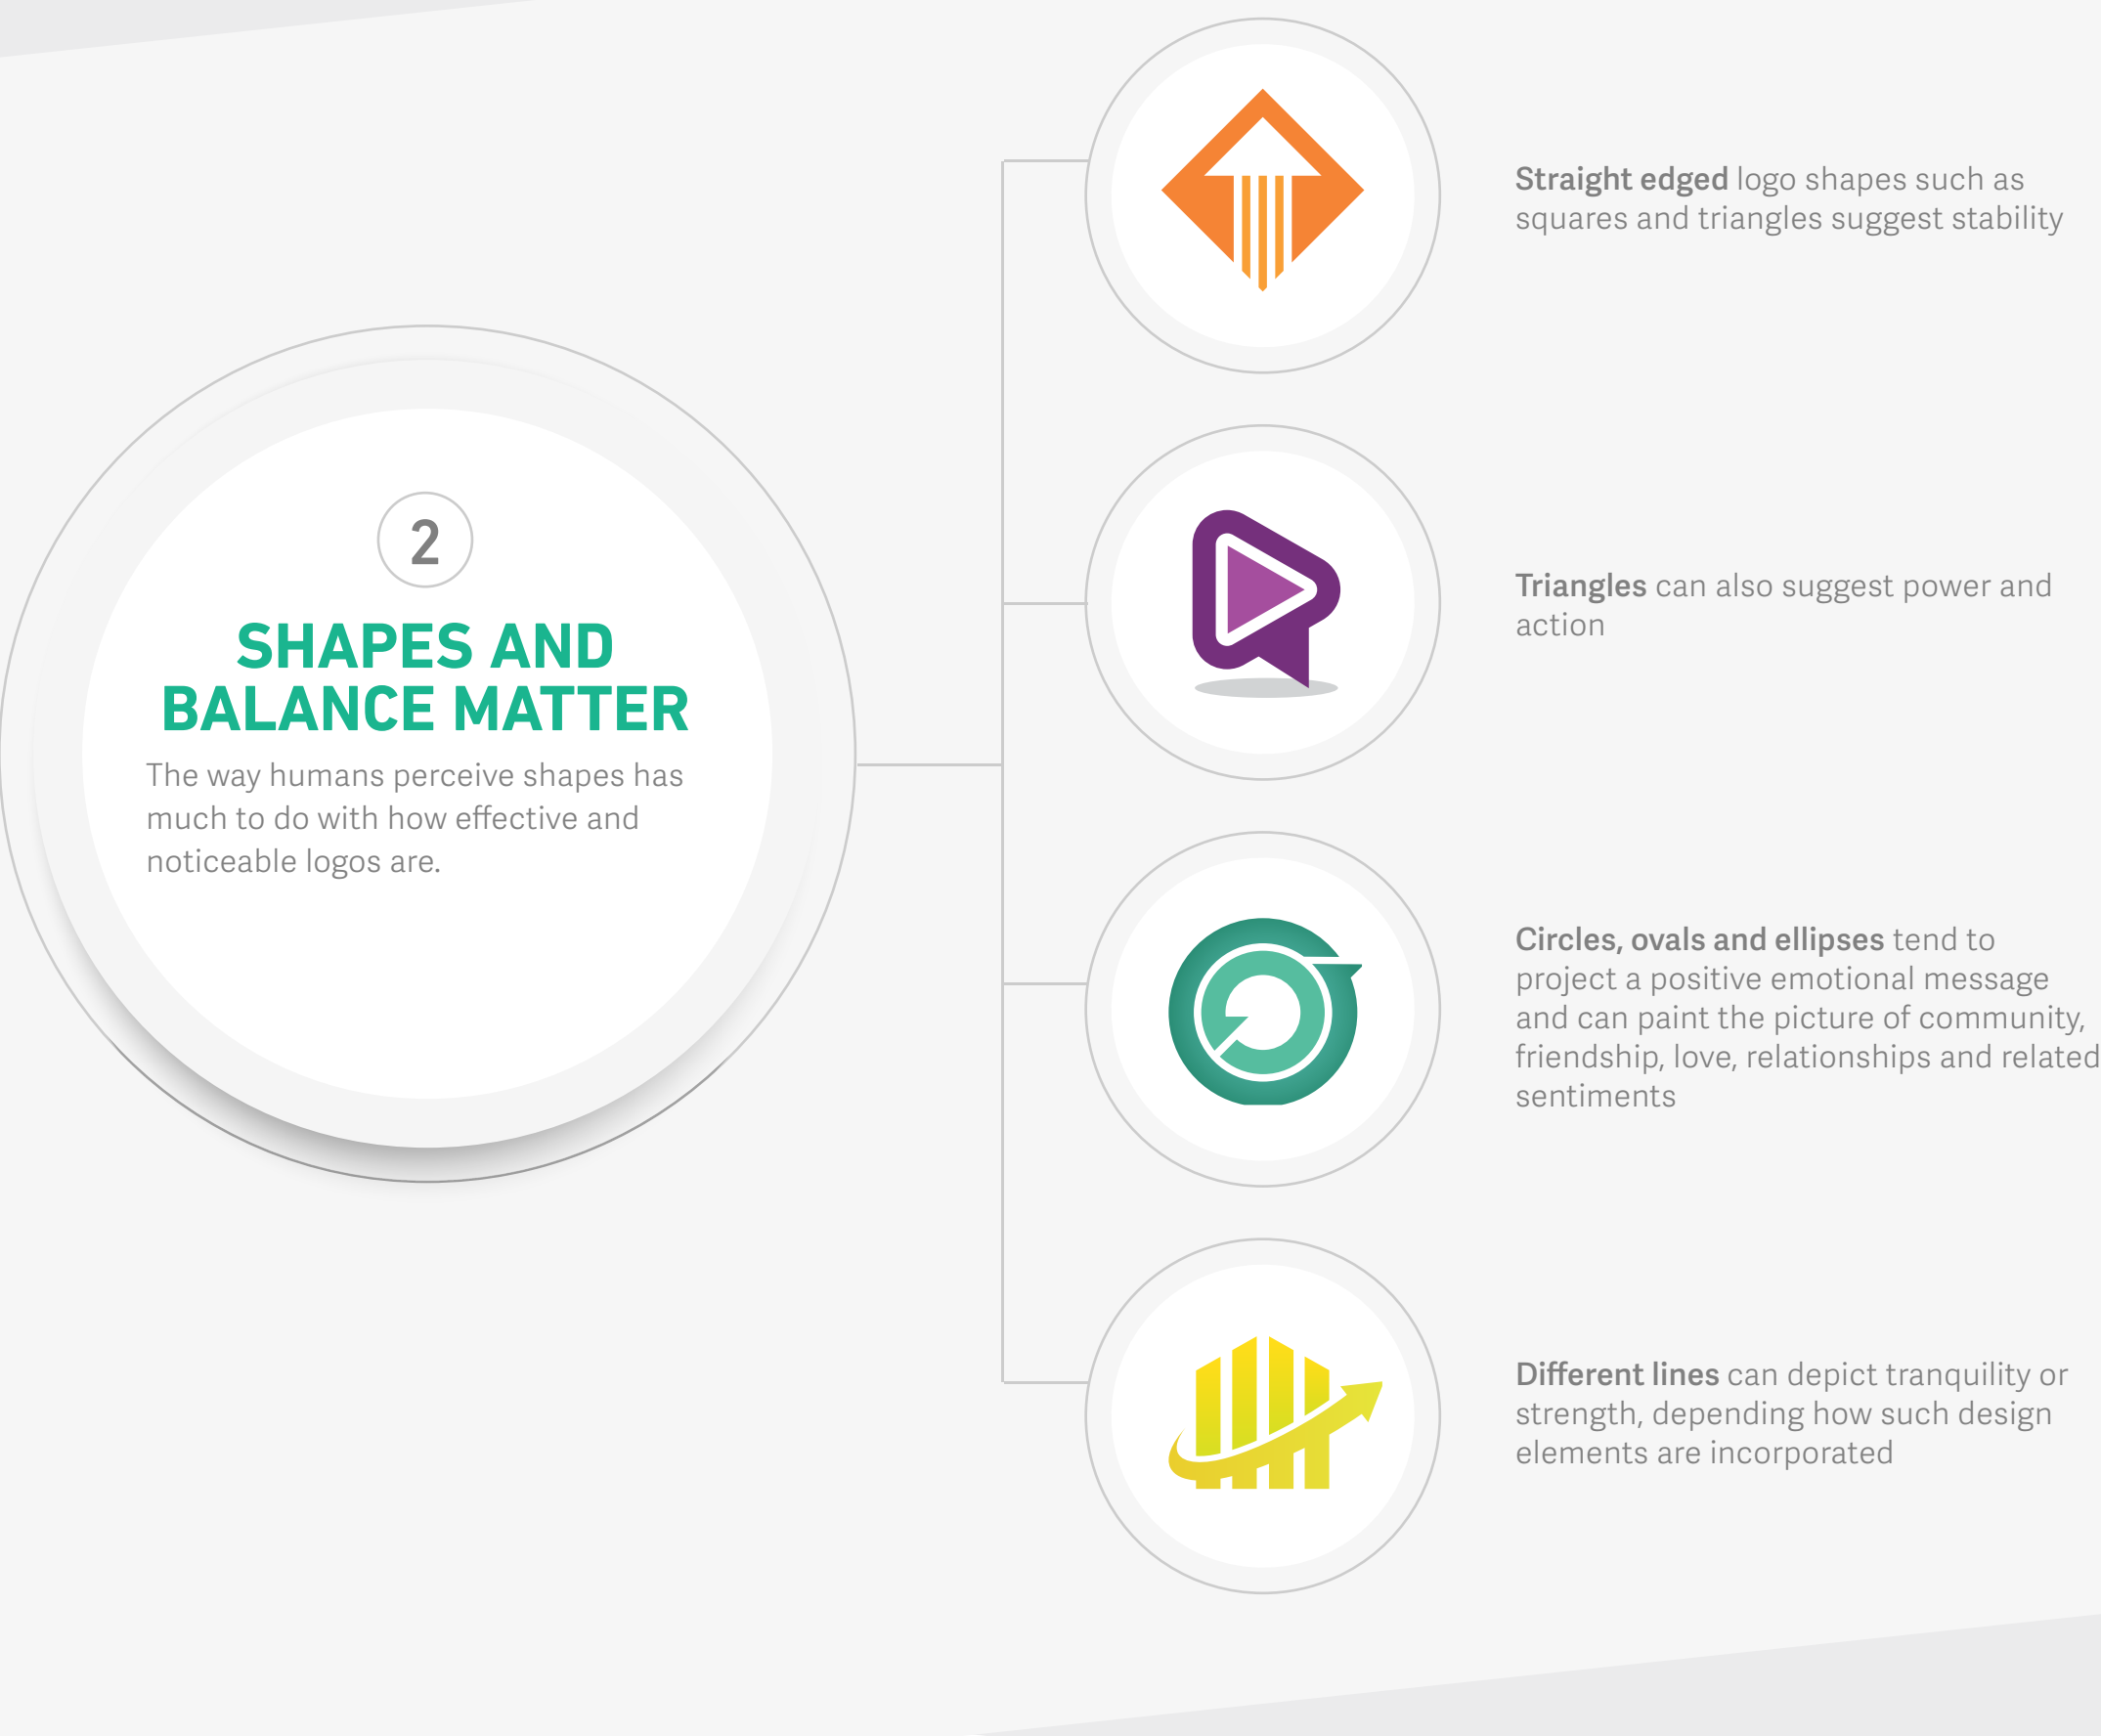 2
SHAPES AND
BALANCE MATTER
The way humans perceive shapes has
much to do with how effective and
noticeable logos are.
Straight edged logo shapes such as
squares and triangles suggest stability
Triangles can also suggest power and
action
Circles, ovals and ellipses tend to
project a positive emotional message
and can paint the picture of community,
friendship, love, relationships and related
sentiments
Different lines can depict tranquility or
strength, depending how such design
elements are incorporated